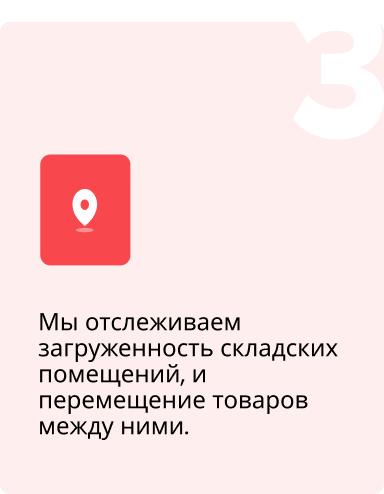 3
Мы отслеживаем
загруженность складских
помещений, и
перемещение товаров
между ними.